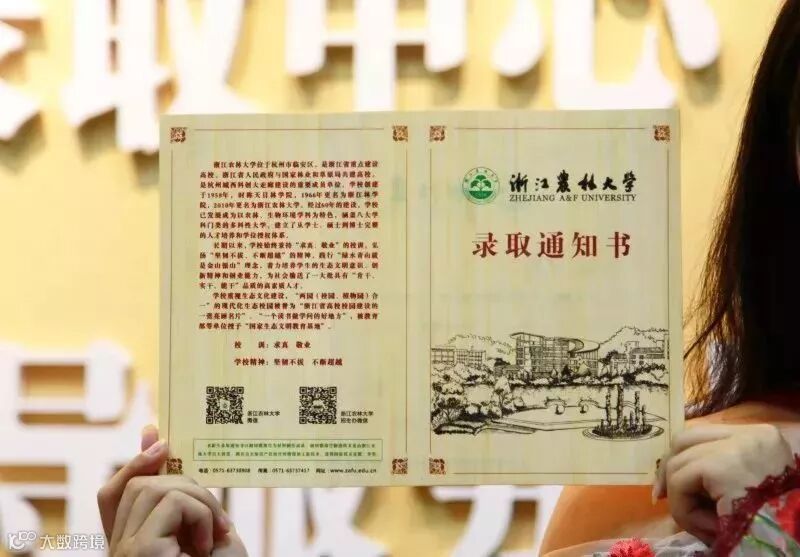 取中心
浙江农林大学位于杭州市临安区，是浙江省重点建设
高校，浙江省人民政府与国家林业和草原局共建高校，
是杭州城西科创大走廊建设的重要成员单位。学校创建
于1958年，时称天目林学院，1966年更名为浙江林学
院，2010年更名为浙江农林大学。经过60年的建设，学校
已发展成为以农林、生物环境学科为特色，涵盖八大学
科门类的多科性大学，建立了从学士、硕士到博士完整
的人才培养和学位授权体系。
长期以来，学校始终秉持“求真、敬业”的校训，弘
扬“坚韧不拔、不断超越”的精神，践行“绿水青山就
是金山银山”理念，着力培养学生的生态文明意识、创
新精神和创业能力，为社会输送了一大批具有“肯干、
实干、能干”品质的高素质人才。
学校重视生态文化建设，“两园（校园、植物园）合
一”的现代化生态校园被誉为“浙江省高校校园建设的
一张亮丽名片”、“一个读书做学问的好地方”，被教育
部等单位授予“国家生态文明教育基地”。
校 训：求真 敬业
学校精神：坚韧不拔 不断超越
浙江农林大学
微信
浙江农林大学
招生办微信
电话：0571-63730908 传真：0571-63737417 网址：www.zafu.edu.cn
浙江农林大学
ZHEJIANG A&F UNIVERSITY
录取通知书
大数跨境